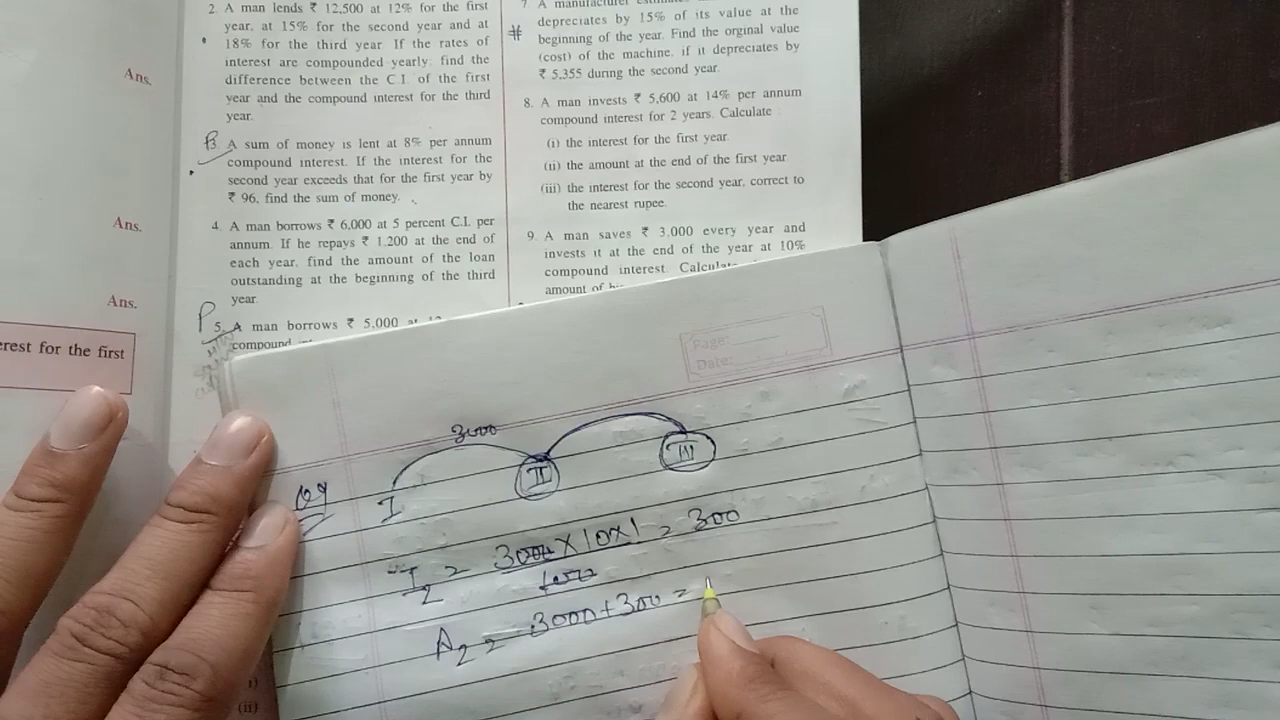 Ans.
Ans.
Ans.
erest for the first
2. A man lends ₹ 12,500 at 12% for the first
year, at 15% for the second year and at
18% for the third year If the rates of
interest are compounded yearly; find the
difference between the C.I. of the first
year and the compound interest for the third
year.
3. A sum of money is lent at 8% per annum
compound interest. If the interest for the
second year exceeds that for the first year by
₹ 96, find the sum of money.
4. A man borrows ₹ 6,000 at 5 percent C.I. per
annum. If he repays ₹ 1,200 at the end of
each year, find the amount of the loan
outstanding at the beginning of the third
year.
P
5. A man borrows ₹ 5,000
compound
(ii)
7 A manufacturer
#
depreciates by 15% of its value at the
beginning of the year. Find the orginal value
(cost) of the machine, if it depreciates by
₹ 5,355 during the second year.
8. A man invests ₹ 5,600 at 14% per annum
compound interest for 2 years. Calculate
(i) the interest for the first year.
(ii) the amount at the end of the first year.
(iii) the interest for the second year, correct to
the nearest rupee.
9. A man saves ₹ 3,000 every year and
invests it at the end of the year at 10%
compound interest.
amount of
Page:
Date:
3000
Q9
I II III
I2 = 3000 X 10 X 1 = 300
100
A2 = 3000 + 300 =